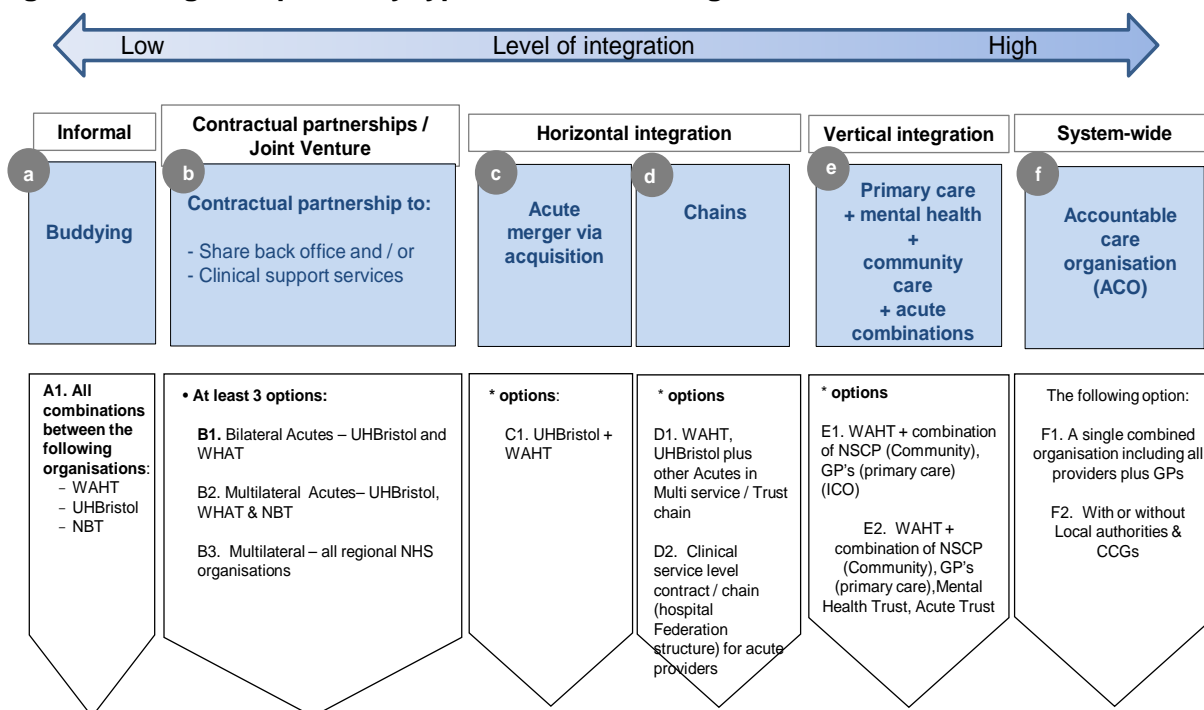 Low Level of integration High
Informal
Contractual partnerships /
Joint Venture
Horizontal integration
Vertical integration
System-wide
a
Buddying
b
Contractual partnership to:
- Share back office and / or
- Clinical support services
c
Acute
merger via
acquisition
d
Chains
e
Primary care
+ mental health
+
community
care
+ acute
combinations
f
Accountable
care
organisation
(ACO)
A1. All
combinations
between the
following
organisations:
– WAHT
– UHBristol
– NBT
• At least 3 options:
B1. Bilateral Acutes – UHBristol and
WHAT
B2. Multilateral Acutes– UHBristol,
WHAT & NBT
B3. Multilateral – all regional NHS
organisations
* options:
C1. UHBristol +
WAHT
* options
D1. WAHT,
UHBristol plus
other Acutes in
Multi service / Trust
chain
D2. Clinical
service level
contract / chain
(hospital
Federation
structure) for acute
providers
* options
E1. WAHT + combination
of NSCP (Community),
GP's (primary care)
(ICO)
E2. WAHT +
combination of NSCP
(Community), GP's
(primary care),Mental
Health Trust, Acute Trust
The following option:
F1. A single combined
organisation including all
providers plus GPs
F2. With or without
Local authorities &
CCGs